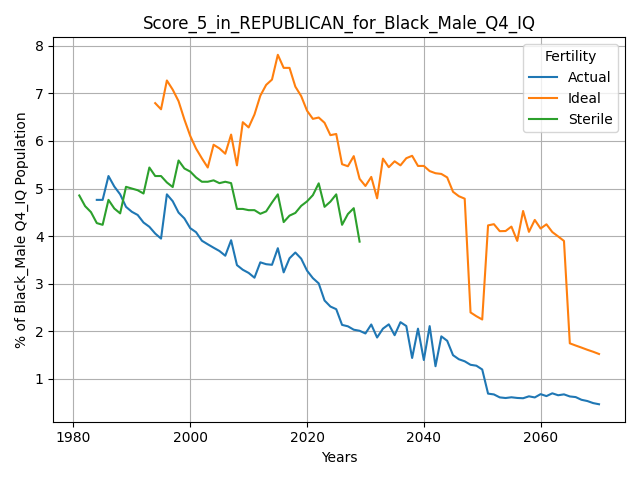 Score_5_in_REPUBLICAN_for_Black_Male_Q4_IQ
Fertility
Actual
Ideal
Sterile
% of Black_Male Q4_IQ Population
8
7
6
5
4
3
2
1
1980 2000 2020 2040 2060
Years